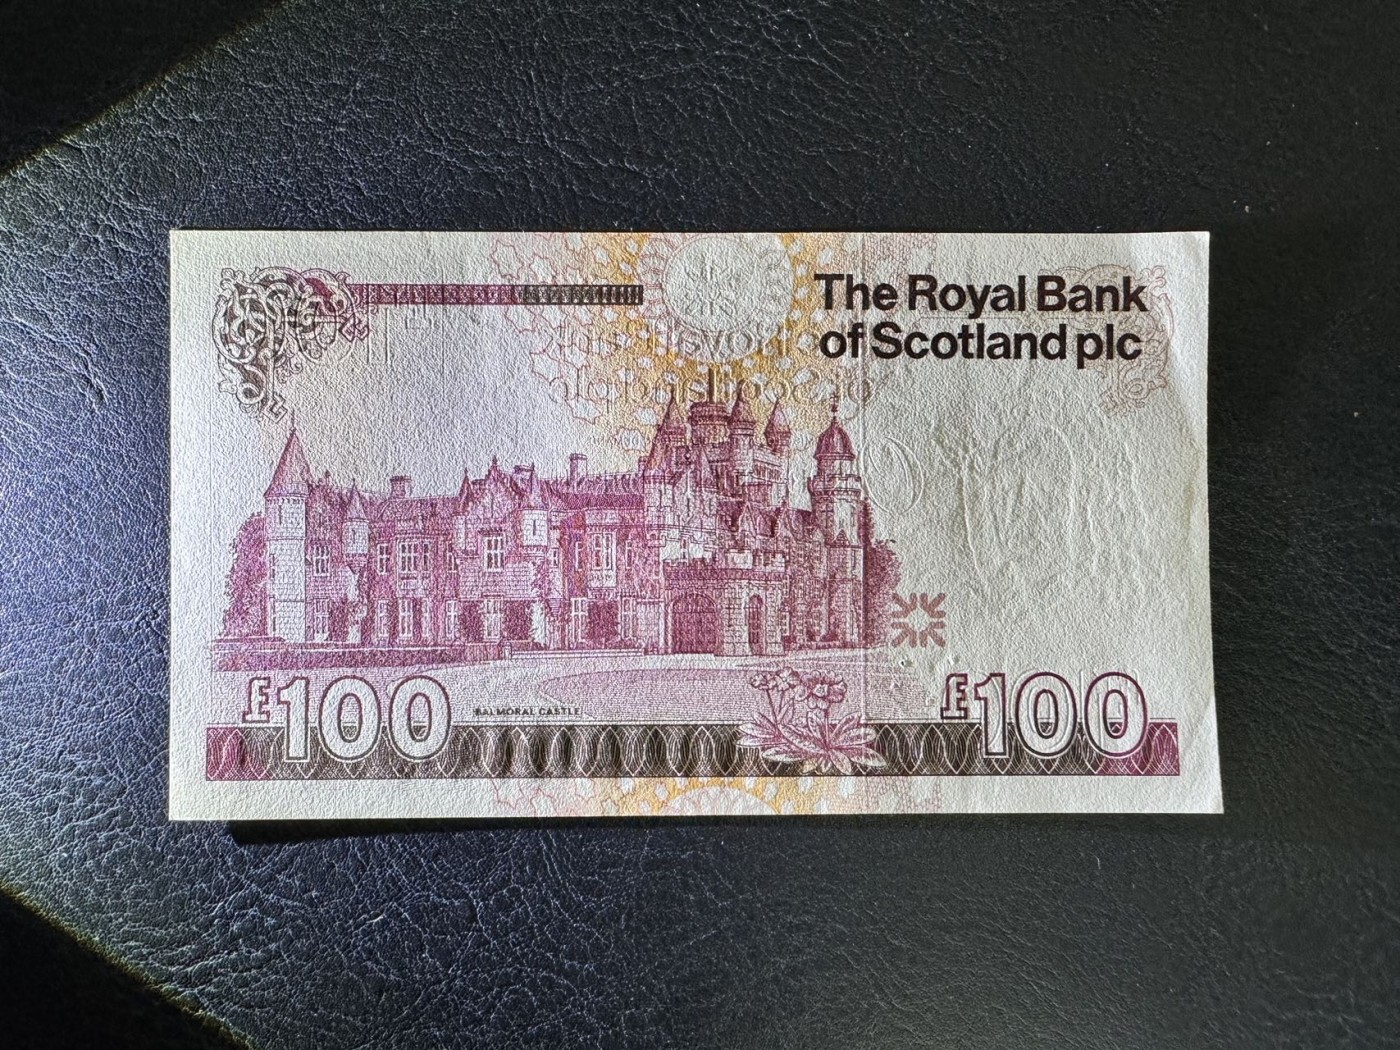 The Royal Bank
of Scotland plc
£100
BALMORAL CASTLE
£100